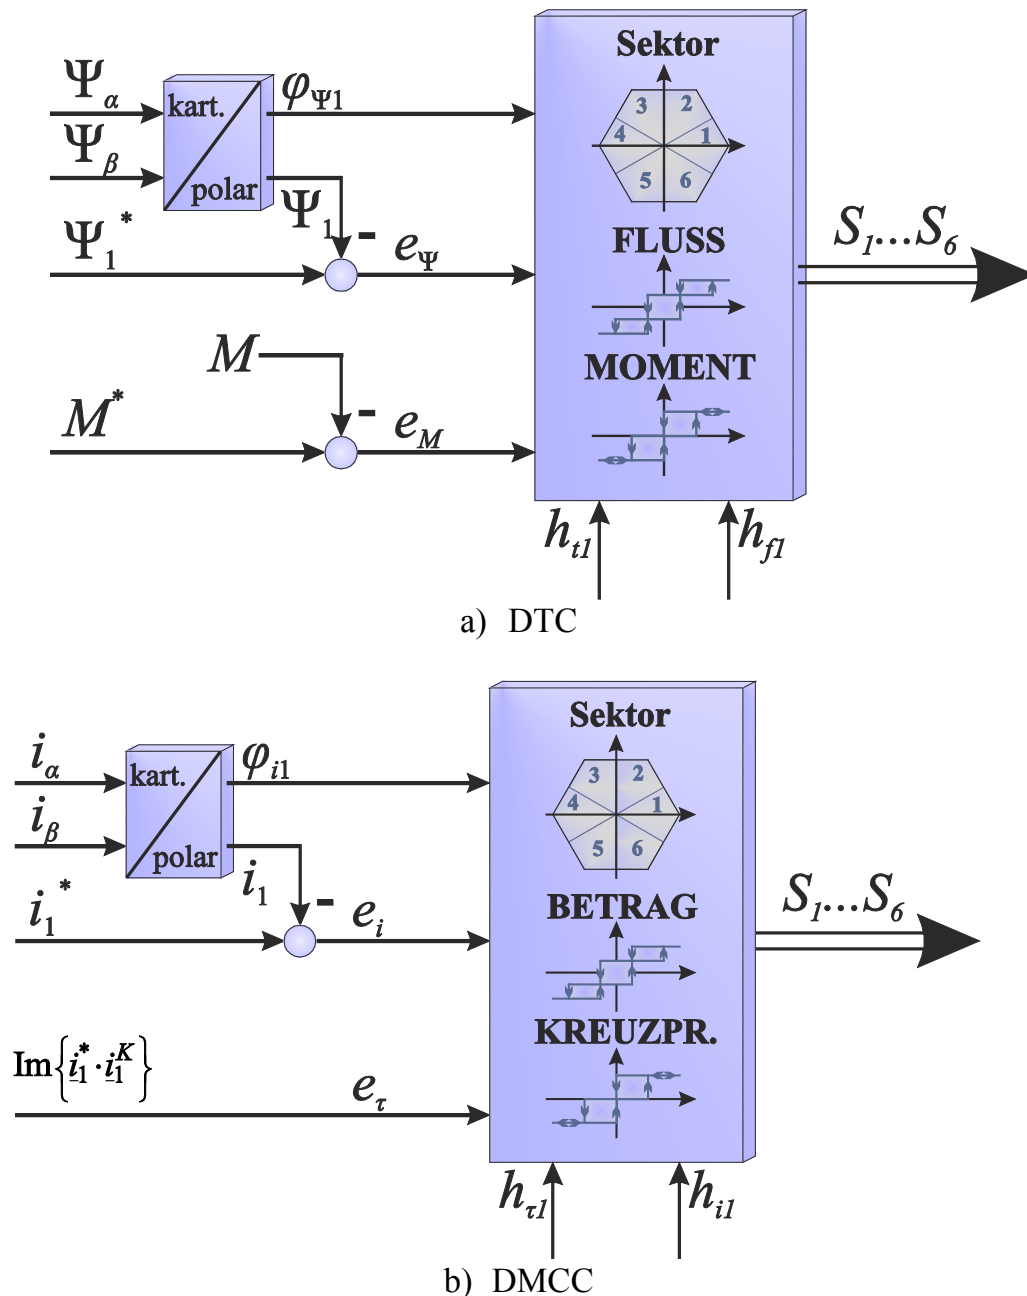 Sektor
Ψα
kart.
φΨ1
3 2
4 1
5 6
Ψβ
polar
Ψ1
-
Ψ1*
eΨ
FLUSS
S1...S6
M
-
MOMENT
M*
eM
ht1
hf1
a) DTC
Sektor
iα
kart.
φi1
3 2
4 1
5 6
iβ
polar
i1
-
i1*
ei
BETRAG
S1...S6
KREUZPR.
Im{i1*·i1K}
eτ
hτ1
hi1
b) DMCC